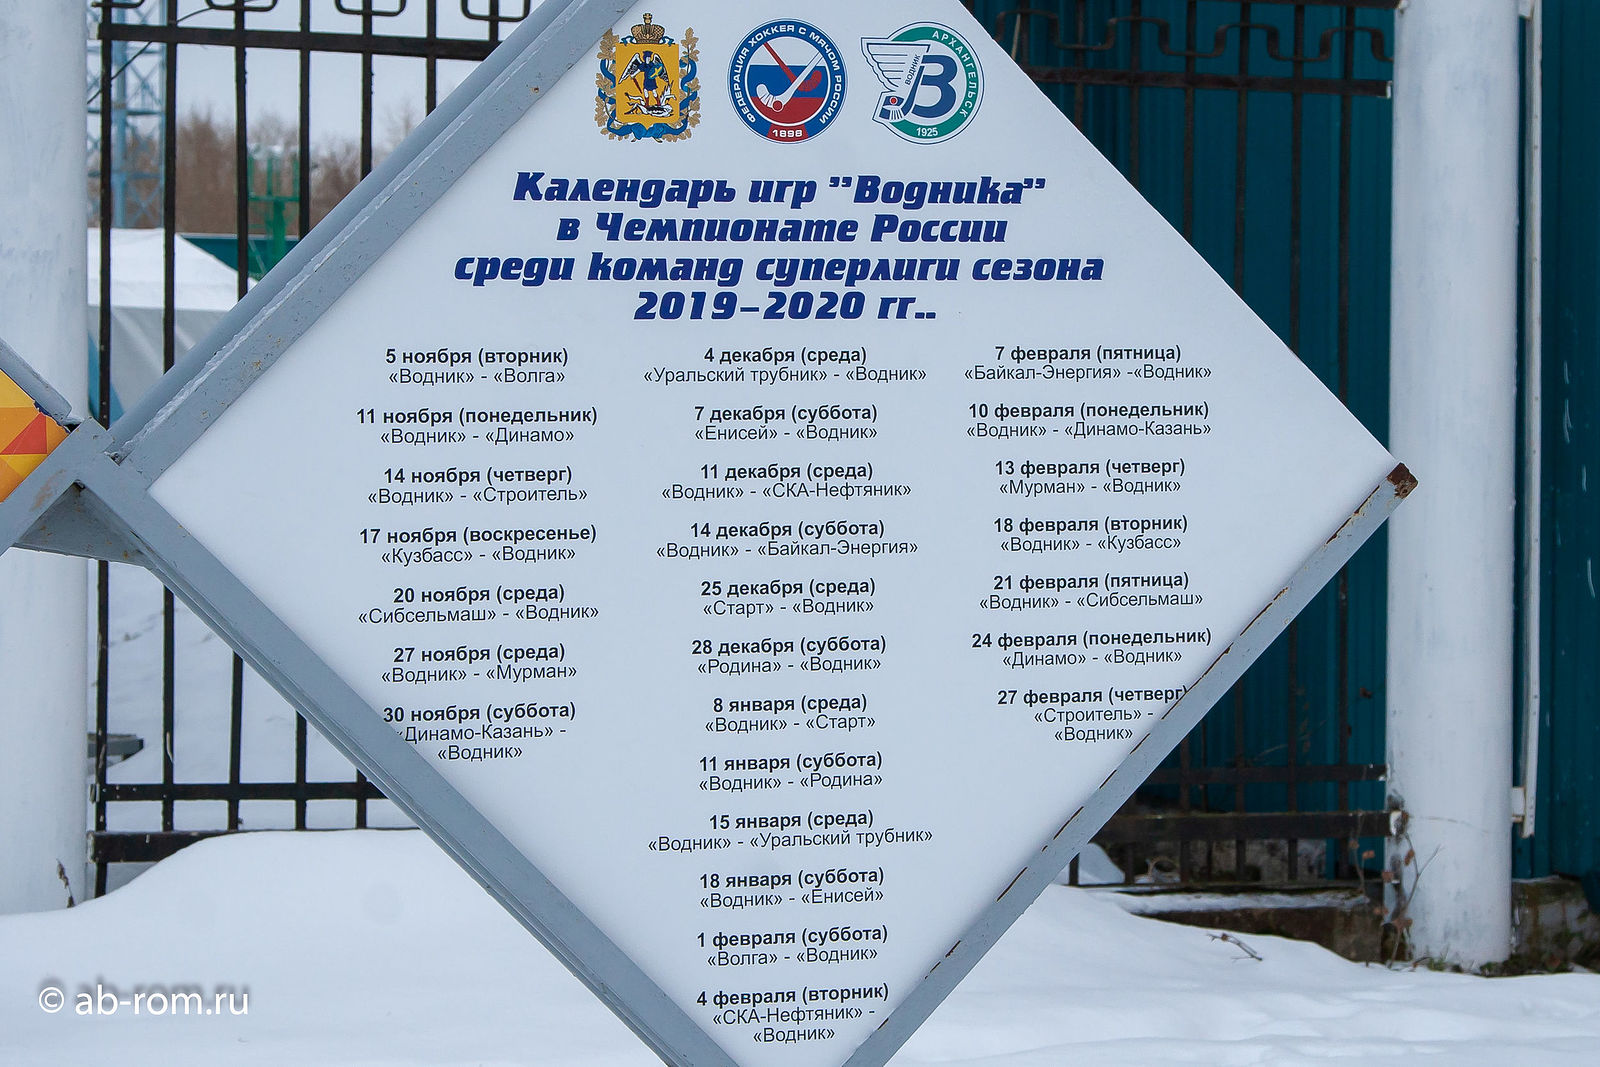 ФЕДЕРАЦИЯ ХОККЕЯ С МЯЧОМ РОССИИ
1898
АРХАНГЕЛЬСК
ВОДНИК
В
1925
Календарь игр "Водника"
в Чемпионате России
среди команд суперлиги сезона
2019-2020 гг..
5 ноября (вторник)
«Водник» - «Волга»
11 ноября (понедельник)
«Водник» - «Динамо»
14 ноября (четверг)
«Водник» - «Строитель»
17 ноября (воскресенье)
«Кузбасс» - «Водник»
20 ноября (среда)
«Сибсельмаш» - «Водник»
27 ноября (среда)
«Водник» - «Мурман»
30 ноября (суббота)
«Динамо-Казань» -
«Водник»
4 декабря (среда)
«Уральский трубник» - «Водник»
7 декабря (суббота)
«Енисей» - «Водник»
11 декабря (среда)
«Водник» - «СКА-Нефтяник»
14 декабря (суббота)
«Водник» - «Байкал-Энергия»
25 декабря (среда)
«Старт» - «Водник»
28 декабря (суббота)
«Родина» - «Водник»
8 января (среда)
«Водник» - «Старт»
11 января (суббота)
«Водник» - «Родина»
15 января (среда)
«Водник» - «Уральский трубник»
18 января (суббота)
«Водник» - «Енисей»
1 февраля (суббота)
«Волга» - «Водник»
4 февраля (вторник)
«СКА-Нефтяник» -
«Водник»
7 февраля (пятница)
«Байкал-Энергия» -«Водник»
10 февраля (понедельник)
«Водник» - «Динамо-Казань»
13 февраля (четверг)
«Мурман» - «Водник»
18 февраля (вторник)
«Водник» - «Кузбасс»
21 февраля (пятница)
«Водник» - «Сибсельмаш»
24 февраля (понедельник)
«Динамо» - «Водник»
27 февраля (четверг)
«Строитель» -
«Водник»
© ab-rom.ru